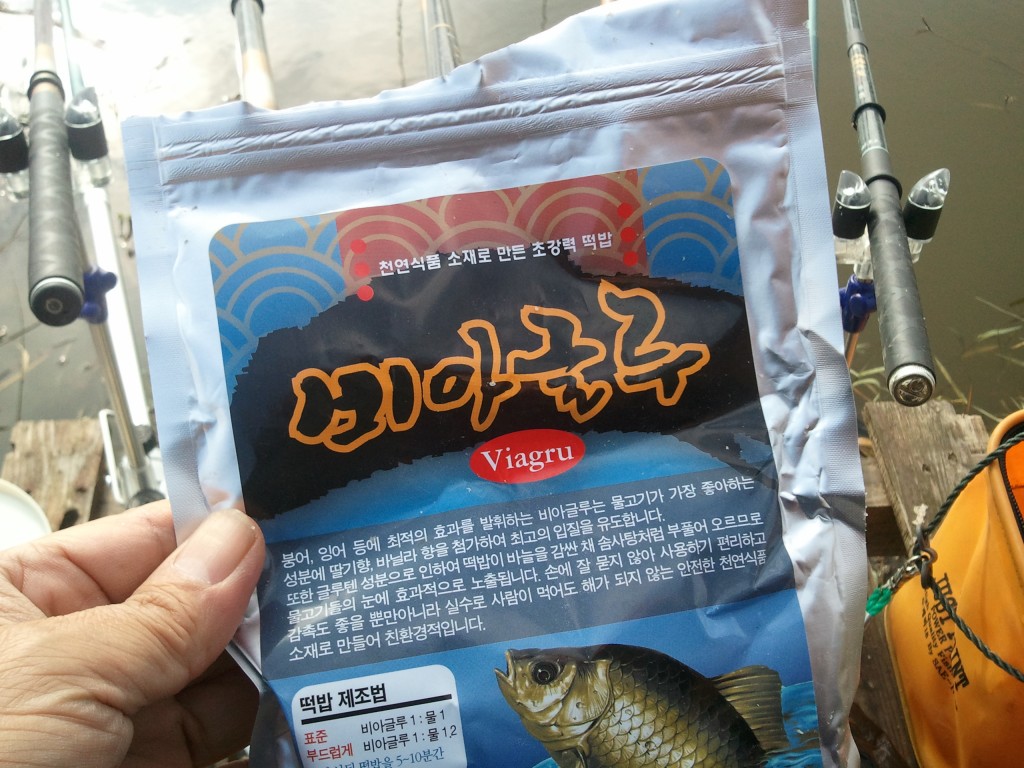 천연식품 소재로 만든 초강력 떡밥
비아글루
Viagru
붕어, 잉어 등에 최적의 효과를 발휘하는 비아글루는 물고기가 가장 좋아하는
성분에 딸기향, 바닐라 향을 첨가하여 최고의 입질을 유도합니다.
또한 글루텐 성분으로 인하여 떡밥이 바늘을 감싼 채 솜사탕처럼 부풀어 오르므로
물고기들의 눈에 효과적으로 노출됩니다. 손에 잘 묻지 않아 사용하기 편리하고
감촉도 좋을 뿐만아니라 실수로 사람이 먹어도 해가 되지 않는 안전한 천연식품
소재로 만들어 친환경적입니다.
떡밥 제조법
표준 비아글루 1 : 물 1
부드럽게 비아글루 1 : 물 1.2
떡밥을 5~10분간